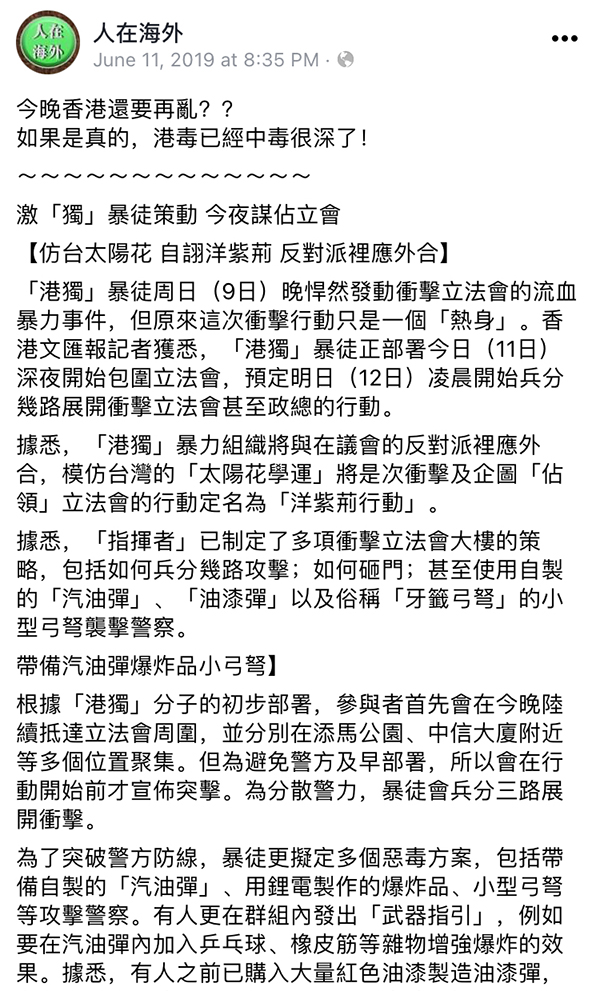 人在
海外
人在海外
June 11, 2019 at 8:35 PM ·
今晚香港還要再亂？？
如果是真的，港毒已經中毒很深了！
～～～～～～～～～～～～～
激「獨」暴徒策動 今夜謀佔立會
【仿台太陽花 自詡洋紫荊 反對派裡應外合】
「港獨」暴徒周日（9日）晚悍然發動衝擊立法會的流血
暴力事件，但原來這次衝擊行動只是一個「熱身」。香
港文匯報記者獲悉，「港獨」暴徒正部署今日（11日）
深夜開始包圍立法會，預定明日（12日）凌晨開始兵分
幾路展開衝擊立法會甚至政總的行動。
據悉，「港獨」暴力組織將與在議會的反對派裡應外
合，模仿台灣的「太陽花學運」將是次衝擊及企圖「佔
領」立法會的行動定名為「洋紫荊行動」。
據悉，「指揮者」已制定了多項衝擊立法會大樓的策
略，包括如何兵分幾路攻擊；如何砸門；甚至使用自製
的「汽油彈」、「油漆彈」以及俗稱「牙籤弓弩」的小
型弓弩襲擊警察。
帶備汽油彈爆炸品小弓弩】
根據「港獨」分子的初步部署，參與者首先會在今晚陸
續抵達立法會周圍，並分別在添馬公園、中信大廈附近
等多個位置聚集。但為避免警方及早部署，所以會在行
動開始前才宣佈突擊。為分散警力，暴徒會兵分三路展
開衝擊。
為了突破警方防線，暴徒更擬定多個惡毒方案，包括帶
備自製的「汽油彈」、用鋰電製作的爆炸品、小型弓弩
等攻擊警察。有人更在群組內發出「武器指引」，例如
要在汽油彈內加入乒乓球、橡皮筋等雜物增強爆炸的效
果。據悉，有人之前已購入大量紅色油漆製造油漆彈，